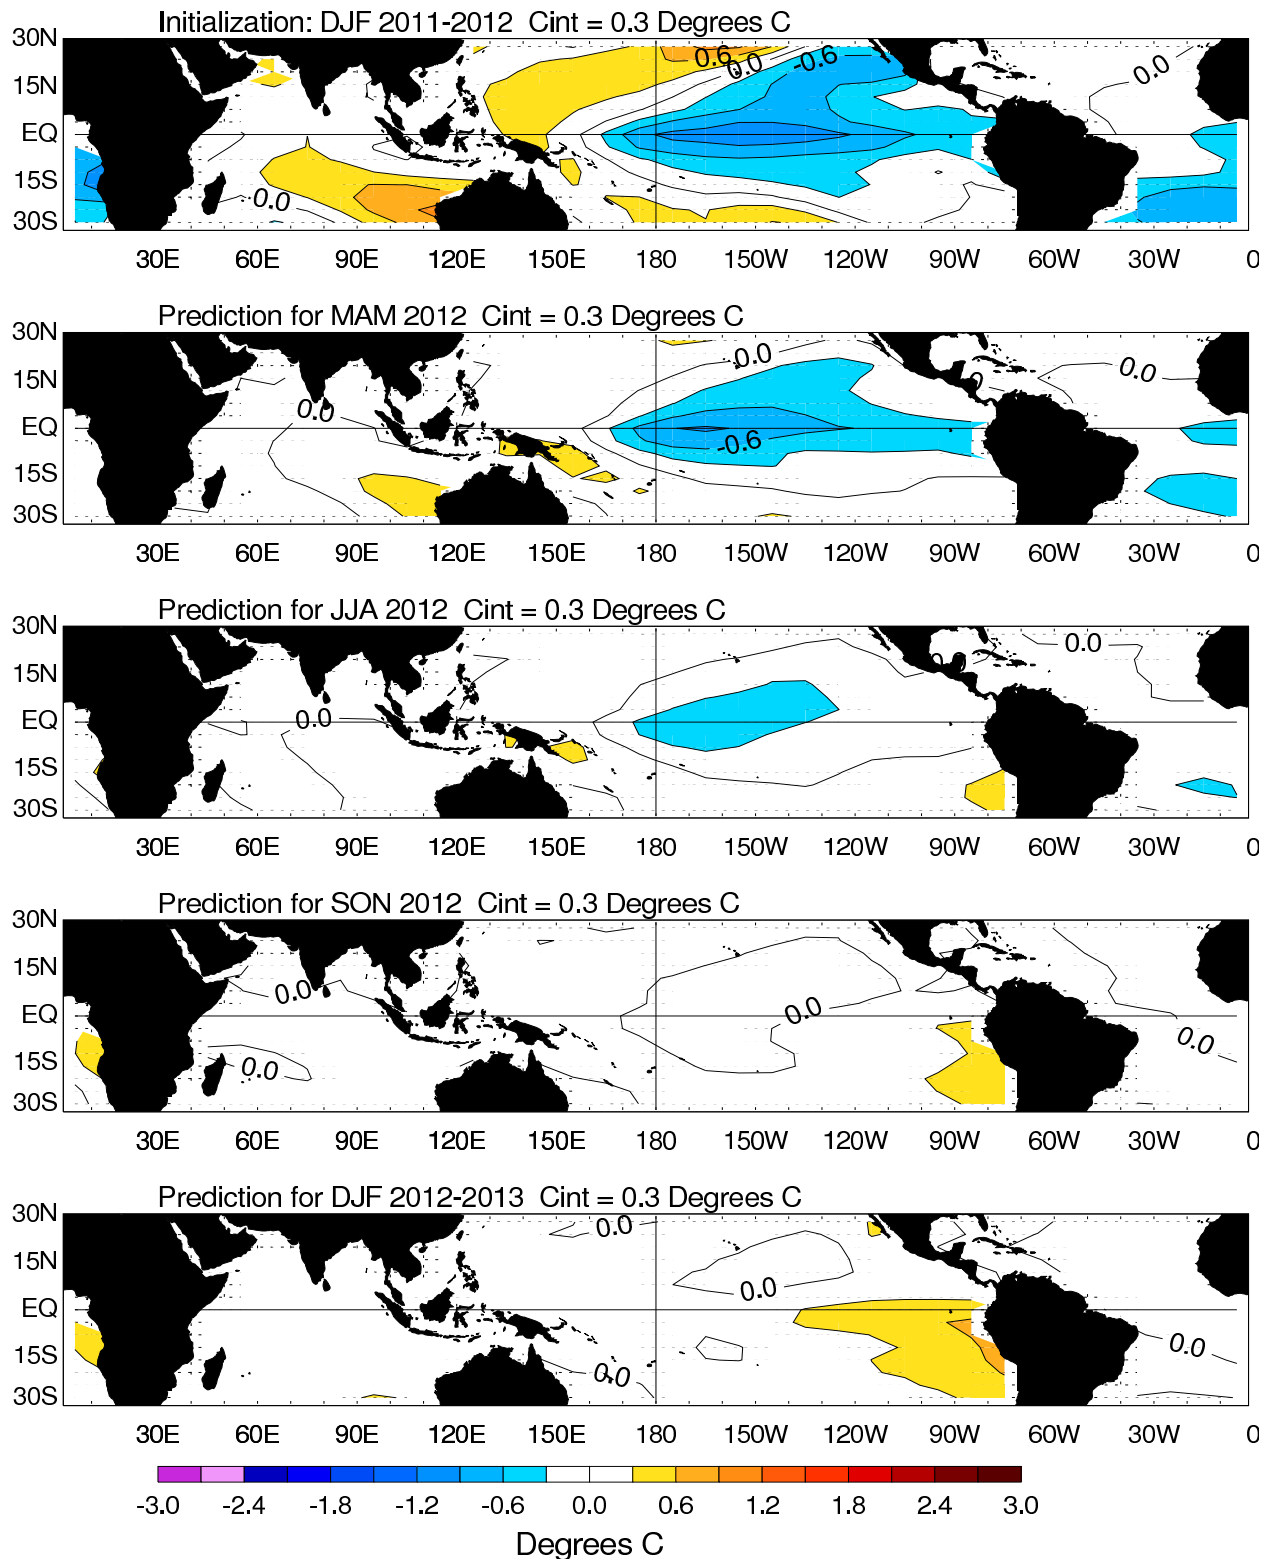 Initialization: DJF 2011-2012  Cint = 0.3 Degrees C
30N
15N
EQ
15S
30S
0.6
0.0
-0.6
0.0
0.0
30E 60E 90E 120E 150E 180 150W 120W 90W 60W 30W 0
Prediction for MAM 2012  Cint = 0.3 Degrees C
30N
15N
EQ
15S
30S
0.0
0.0
0.0
-0.6
30E 60E 90E 120E 150E 180 150W 120W 90W 60W 30W 0
Prediction for JJA 2012  Cint = 0.3 Degrees C
30N
15N
EQ
15S
30S
0.0
0.0
0.0
30E 60E 90E 120E 150E 180 150W 120W 90W 60W 30W 0
Prediction for SON 2012  Cint = 0.3 Degrees C
30N
15N
EQ
15S
30S
0.0
0.0
0.0
0.0
30E 60E 90E 120E 150E 180 150W 120W 90W 60W 30W 0
Prediction for DJF 2012-2013  Cint = 0.3 Degrees C
30N
15N
EQ
15S
30S
0.0
0.0
0.0
0.0
30E 60E 90E 120E 150E 180 150W 120W 90W 60W 30W 0
-3.0 -2.4 -1.8 -1.2 -0.6 0.0 0.6 1.2 1.8 2.4 3.0
Degrees C